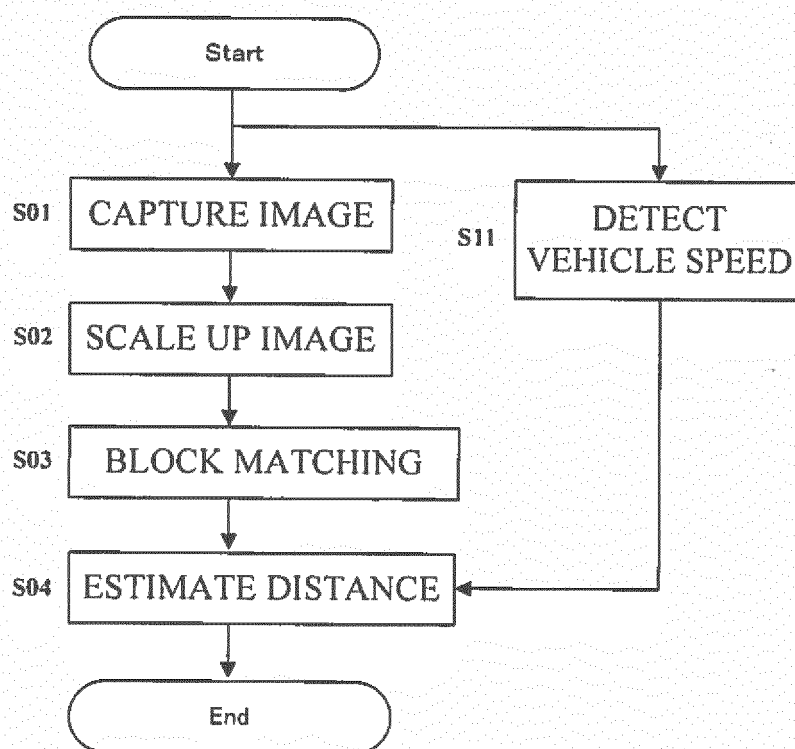 Start
S01
CAPTURE IMAGE
S11
DETECT
VEHICLE SPEED
S02
SCALE UP IMAGE
S03
BLOCK MATCHING
S04
ESTIMATE DISTANCE
End